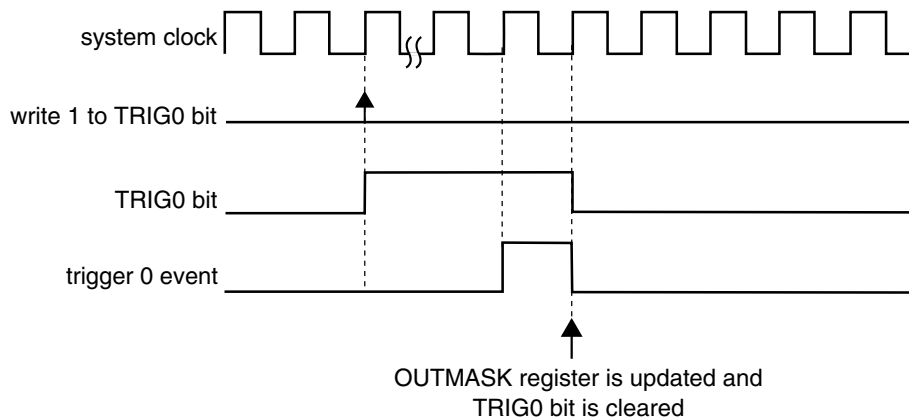 system clock
write 1 to TRIG0 bit
TRIG0 bit
trigger 0 event
OUTMASK register is updated and
TRIG0 bit is cleared